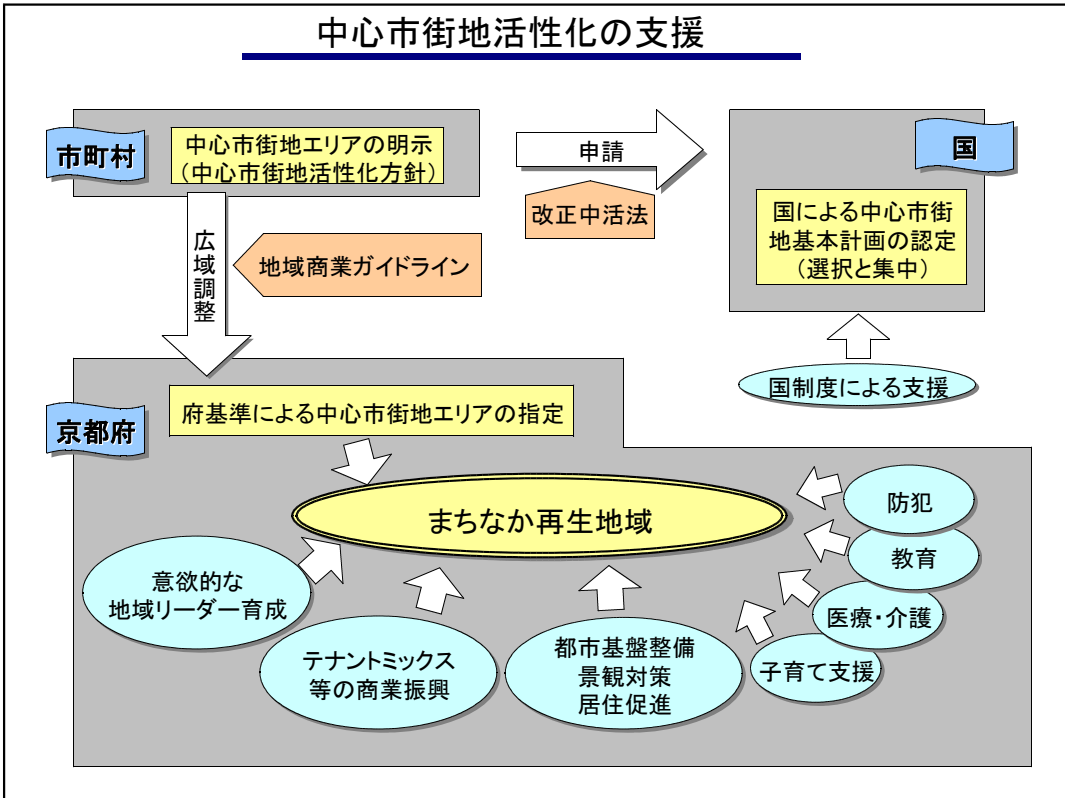 中心市街地活性化の支援
市町村
中心市街地エリアの明示
(中心市街地活性化方針)
申請
改正中活法
国
国による中心市街
地基本計画の認定
(選択と集中)
広域調整
地域商業ガイドライン
国制度による支援
京都府
府基準による中心市街地エリアの指定
まちなか再生地域
防犯
教育
医療・介護
子育て支援
意欲的な
地域リーダー育成
テナントミックス
等の商業振興
都市基盤整備
景観対策
居住促進